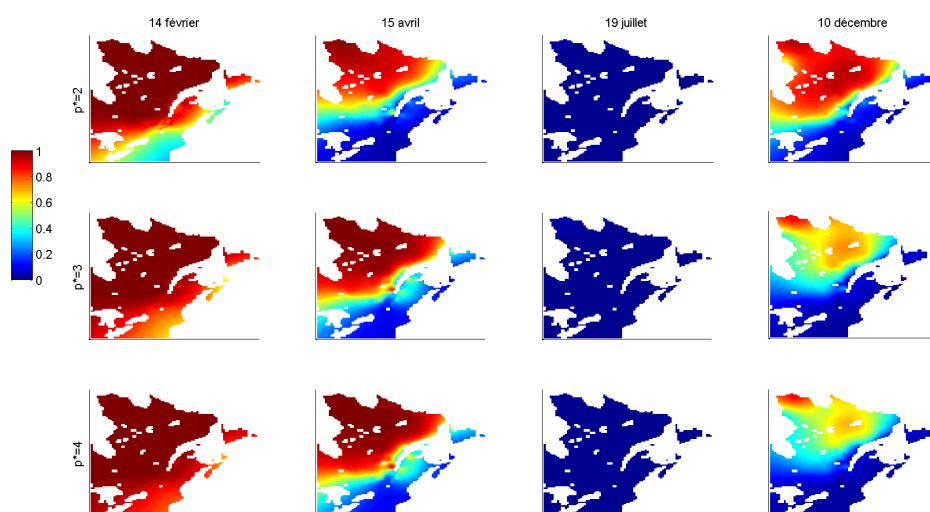 14 février
15 avril
19 juillet
10 décembre
p*=2
1
0.8
0.6
0.4
0.2
0
p*=3
p*=4